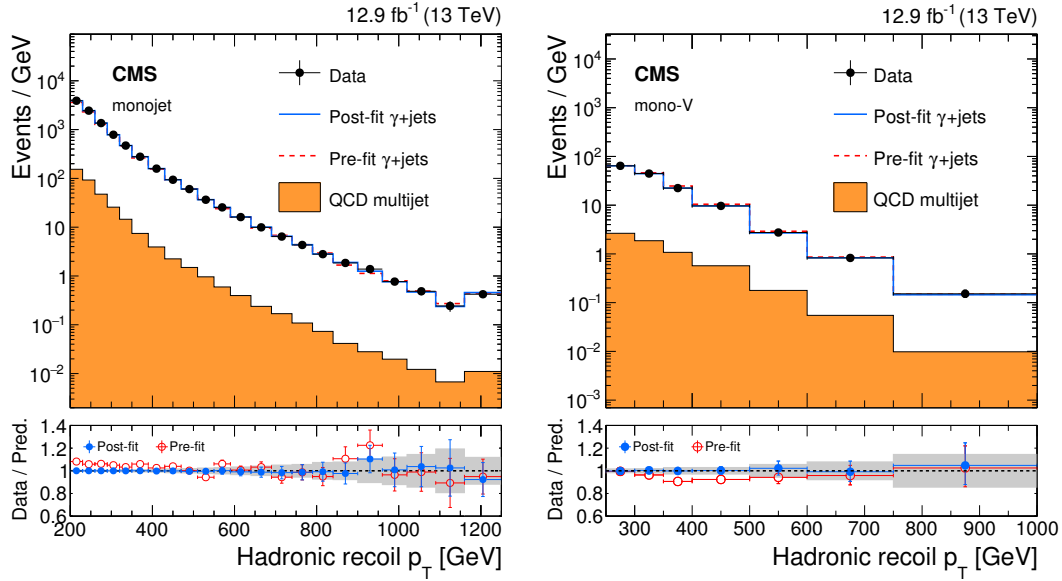 12.9 fb⁻¹ (13 TeV)
Events / GeV
10⁴
10³
10²
10
1
10⁻¹
10⁻²
CMS
monojet
Data
Post-fit γ+jets
Pre-fit γ+jets
QCD multijet
Data / Pred.
1.4
1.2
1
0.8
0.6
Post-fit
Pre-fit
200 400 600 800 1000 1200
Hadronic recoil p_T [GeV]
12.9 fb⁻¹ (13 TeV)
Events / GeV
10⁴
10³
10²
10
1
10⁻¹
10⁻²
10⁻³
CMS
mono-V
Data
Post-fit γ+jets
Pre-fit γ+jets
QCD multijet
Data / Pred.
1.4
1.2
1
0.8
0.6
Post-fit
Pre-fit
300 400 500 600 700 800 900 1000
Hadronic recoil p_T [GeV]